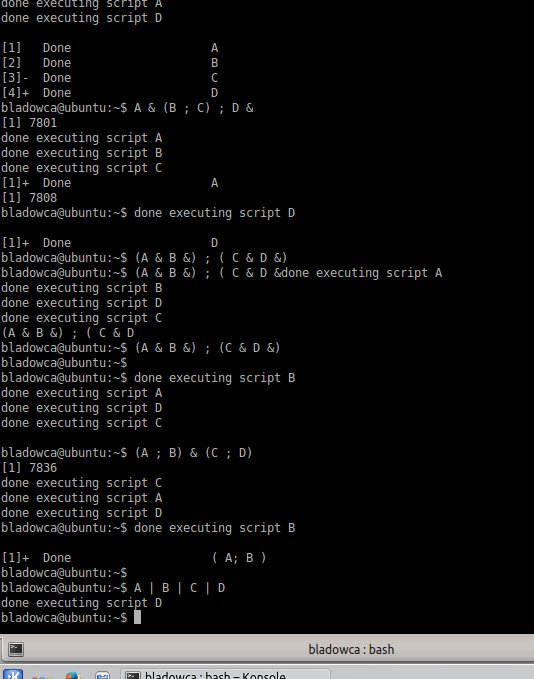 done executing script A
done executing script D
[1]   Done                    A
[2]   Done                    B
[3]-  Done                    C
[4]+  Done                    D
bladowca@ubuntu:~$ A & (B ; C) ; D &
[1] 7801
done executing script A
done executing script B
done executing script C
[1]+  Done                    A
[1] 7808
bladowca@ubuntu:~$ done executing script D
[1]+  Done                    D
bladowca@ubuntu:~$ (A & B &) ; ( C & D &)
bladowca@ubuntu:~$ (A & B &) ; ( C & D &done executing script A
done executing script B
done executing script D
done executing script C
(A & B &) ; ( C & D
bladowca@ubuntu:~$ (A & B &) ; (C & D &)
bladowca@ubuntu:~$
bladowca@ubuntu:~$ done executing script B
done executing script A
done executing script D
done executing script C
bladowca@ubuntu:~$ (A ; B) & (C ; D)
[1] 7836
done executing script C
done executing script A
done executing script D
bladowca@ubuntu:~$ done executing script B
[1]+  Done                    ( A; B )
bladowca@ubuntu:~$
bladowca@ubuntu:~$ A | B | C | D
done executing script D
bladowca@ubuntu:~$
bladowca : bash
bladowca : bash – Konsole